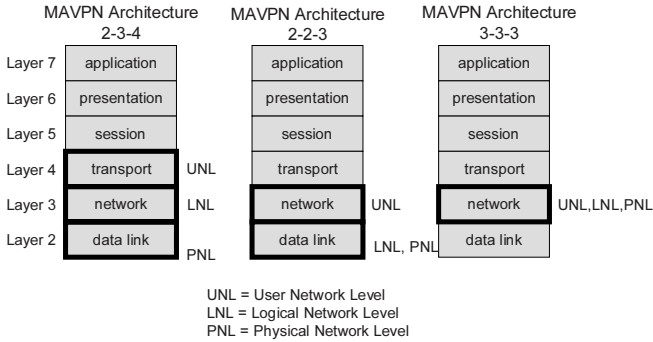 MAVPN Architecture
2-3-4
MAVPN Architecture
2-2-3
MAVPN Architecture
3-3-3
Layer 7
application
application
application
Layer 6
presentation
presentation
presentation
Layer 5
session
session
session
Layer 4
transport
UNL
transport
transport
Layer 3
network
LNL
network
UNL
network
UNL,LNL,PNL
Layer 2
data link
PNL
data link
LNL, PNL
data link
UNL = User Network Level
LNL = Logical Network Level
PNL = Physical Network Level